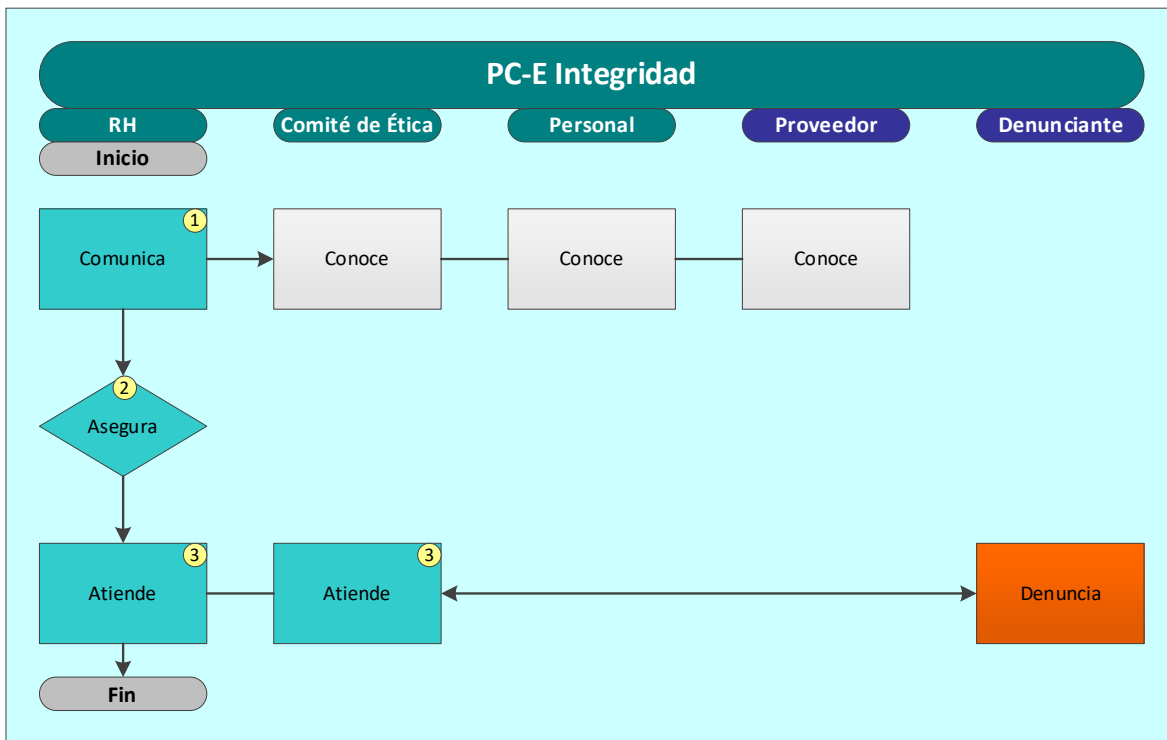 PC-E Integridad
RH
Comité de Ética
Personal
Proveedor
Denunciante
Inicio
1
Comunica
Conoce
Conoce
Conoce
2
Asegura
3
Atiende
3
Atiende
Denuncia
Fin